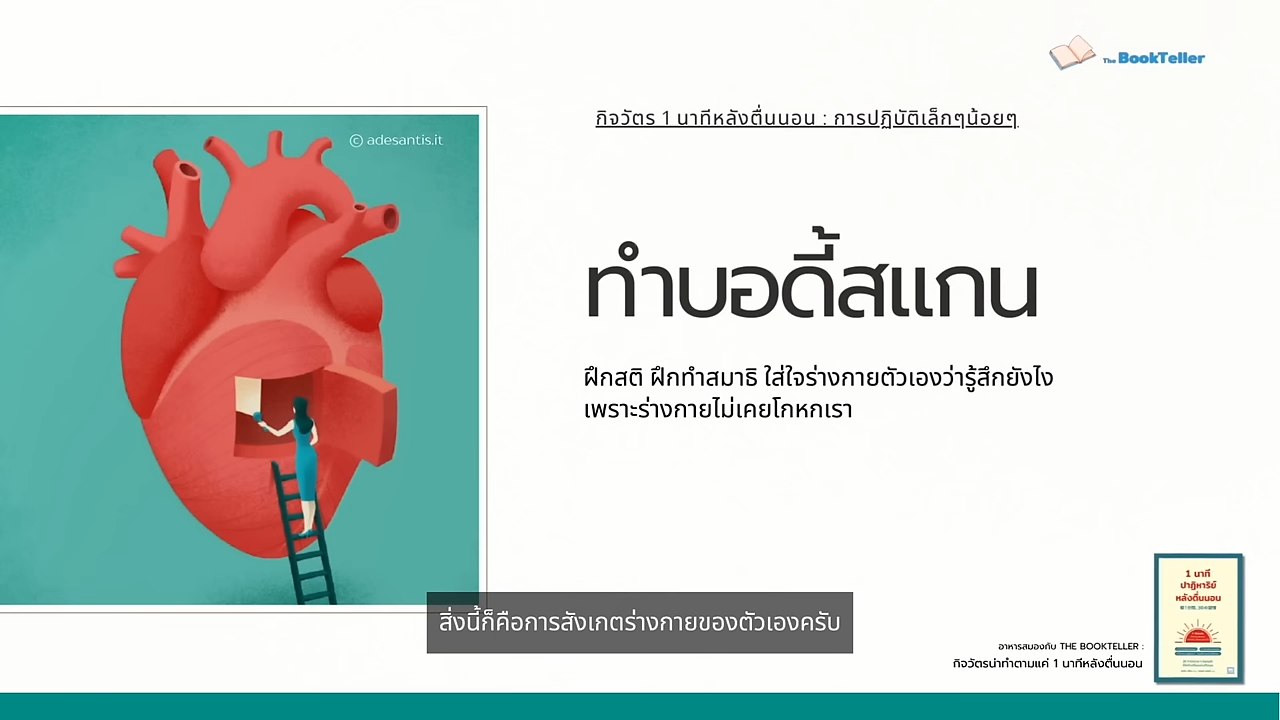 The BookTeller
กิจวัตร 1 นาทีหลังตื่นนอน : การปฏิบัติเล็กๆน้อยๆ
© adesantis.it
ทำบอดี้สแกน
ฝึกสติ ฝึกทำสมาธิ ใส่ใจร่างกายตัวเองว่ารู้สึกยังไง
เพราะร่างกายไม่เคยโกหกเรา
สิ่งนี้ก็คือการสังเกตร่างกายของตัวเองครับ
อาหารสมองกับ THE BOOKTELLER :
กิจวัตรน่าทำตามแค่ 1 นาทีหลังตื่นนอน
1 นาที
ปาฏิหาริย์
หลังตื่นนอน